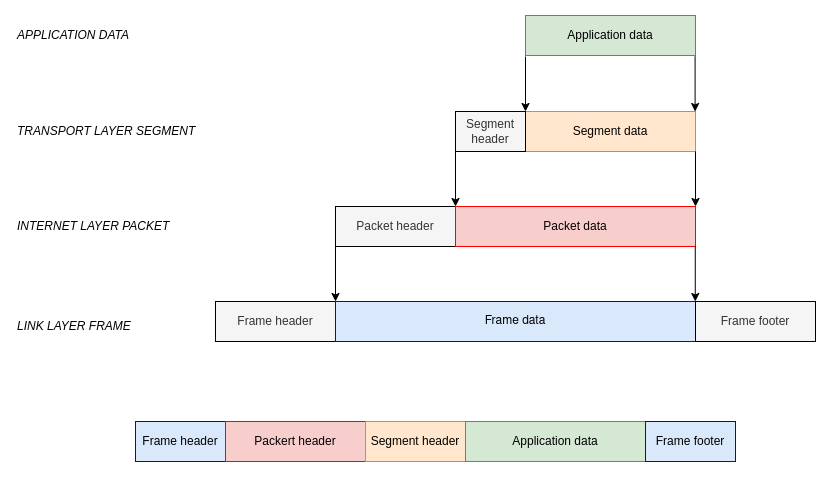 APPLICATION DATA
Application data
TRANSPORT LAYER SEGMENT
Segment
header
Segment data
INTERNET LAYER PACKET
Packet header
Packet data
LINK LAYER FRAME
Frame header
Frame data
Frame footer
Frame header
Packert header
Segment header
Application data
Frame footer